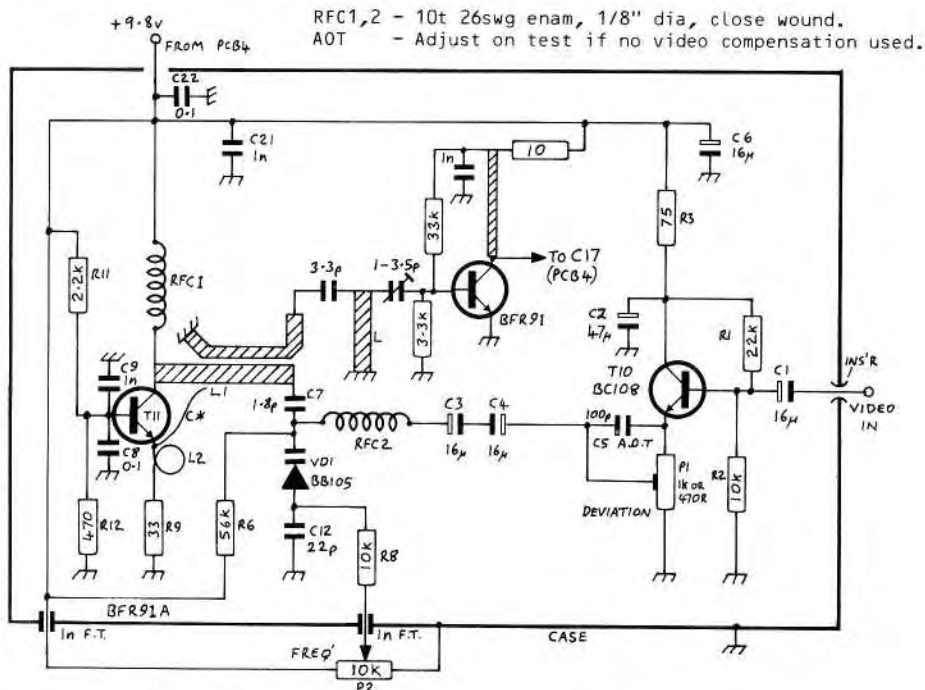 RFC1,2 - 10t 26swg enam, 1/8" dia, close wound.
AOT - Adjust on test if no video compensation used.
+9.8v
FROM PCB4
C22
0.1
C21
1n
C6
16μ
10
1n
33k
75
R3
TO C17
(PCB4)
R11
2.2k
RFC1
3.3p
1-3.5p
3.3k
BFR91
C2
47μ
R1
22k
C9
1n
L1
L
T10
BC108
C1
16μ
INS'R
VIDEO
IN
T11
C*
C7
1.8p
C8
0.1
L2
RFC2
C3
16μ
C4
16μ
100p
C5 A.O.T
VD1
BB105
P1
1K OR
470R
DEVIATION
R2
10k
470
R12
33
R9
56k
R6
C12
22p
10k
R8
BFR91A
1n F.T.
1n F.T.
CASE
FREQ'
10k
P2